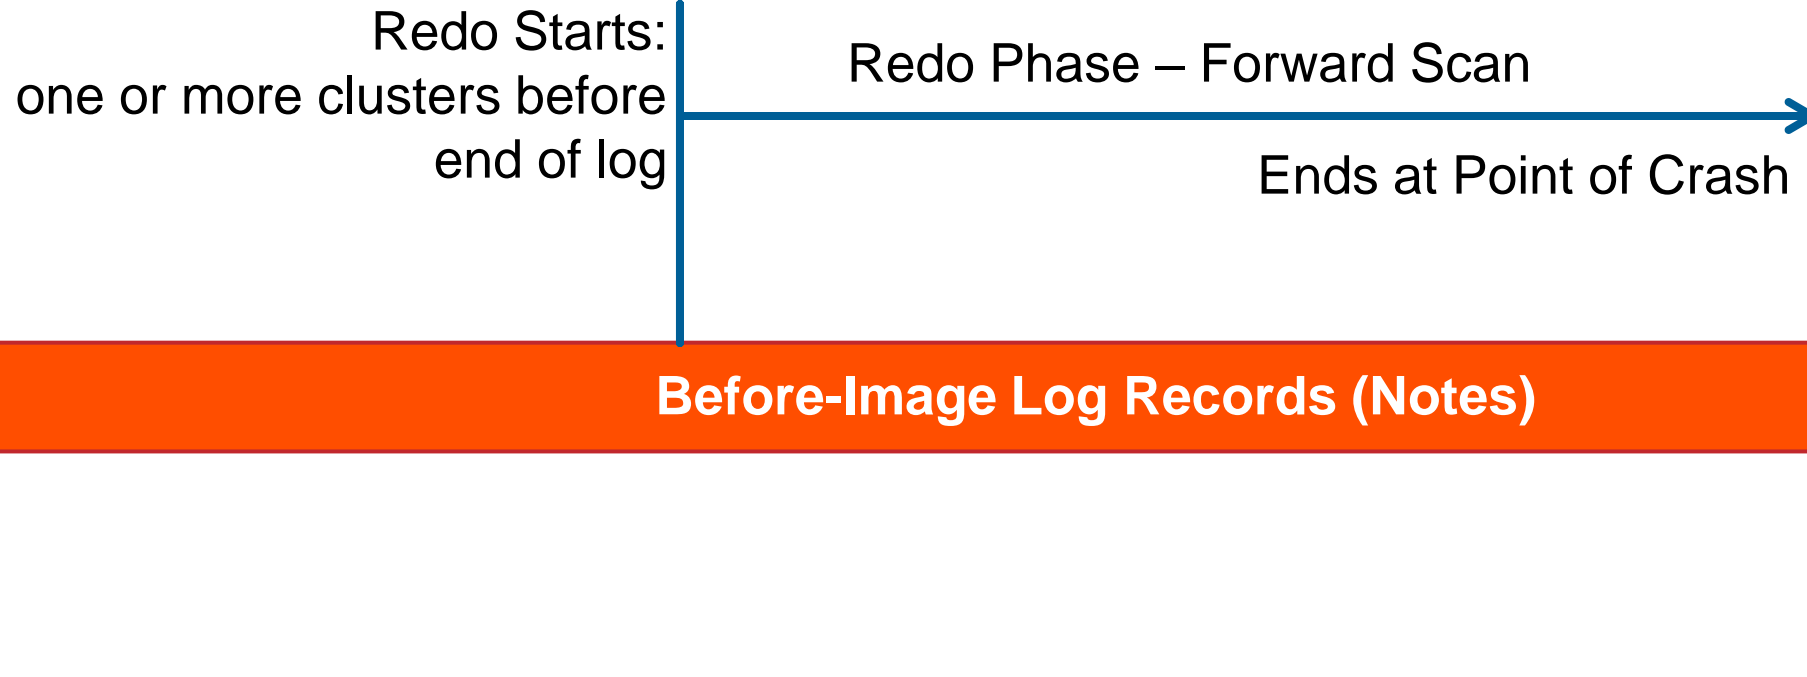 Redo Starts:
one or more clusters before
end of log
Redo Phase – Forward Scan
Ends at Point of Crash
Before-Image Log Records (Notes)